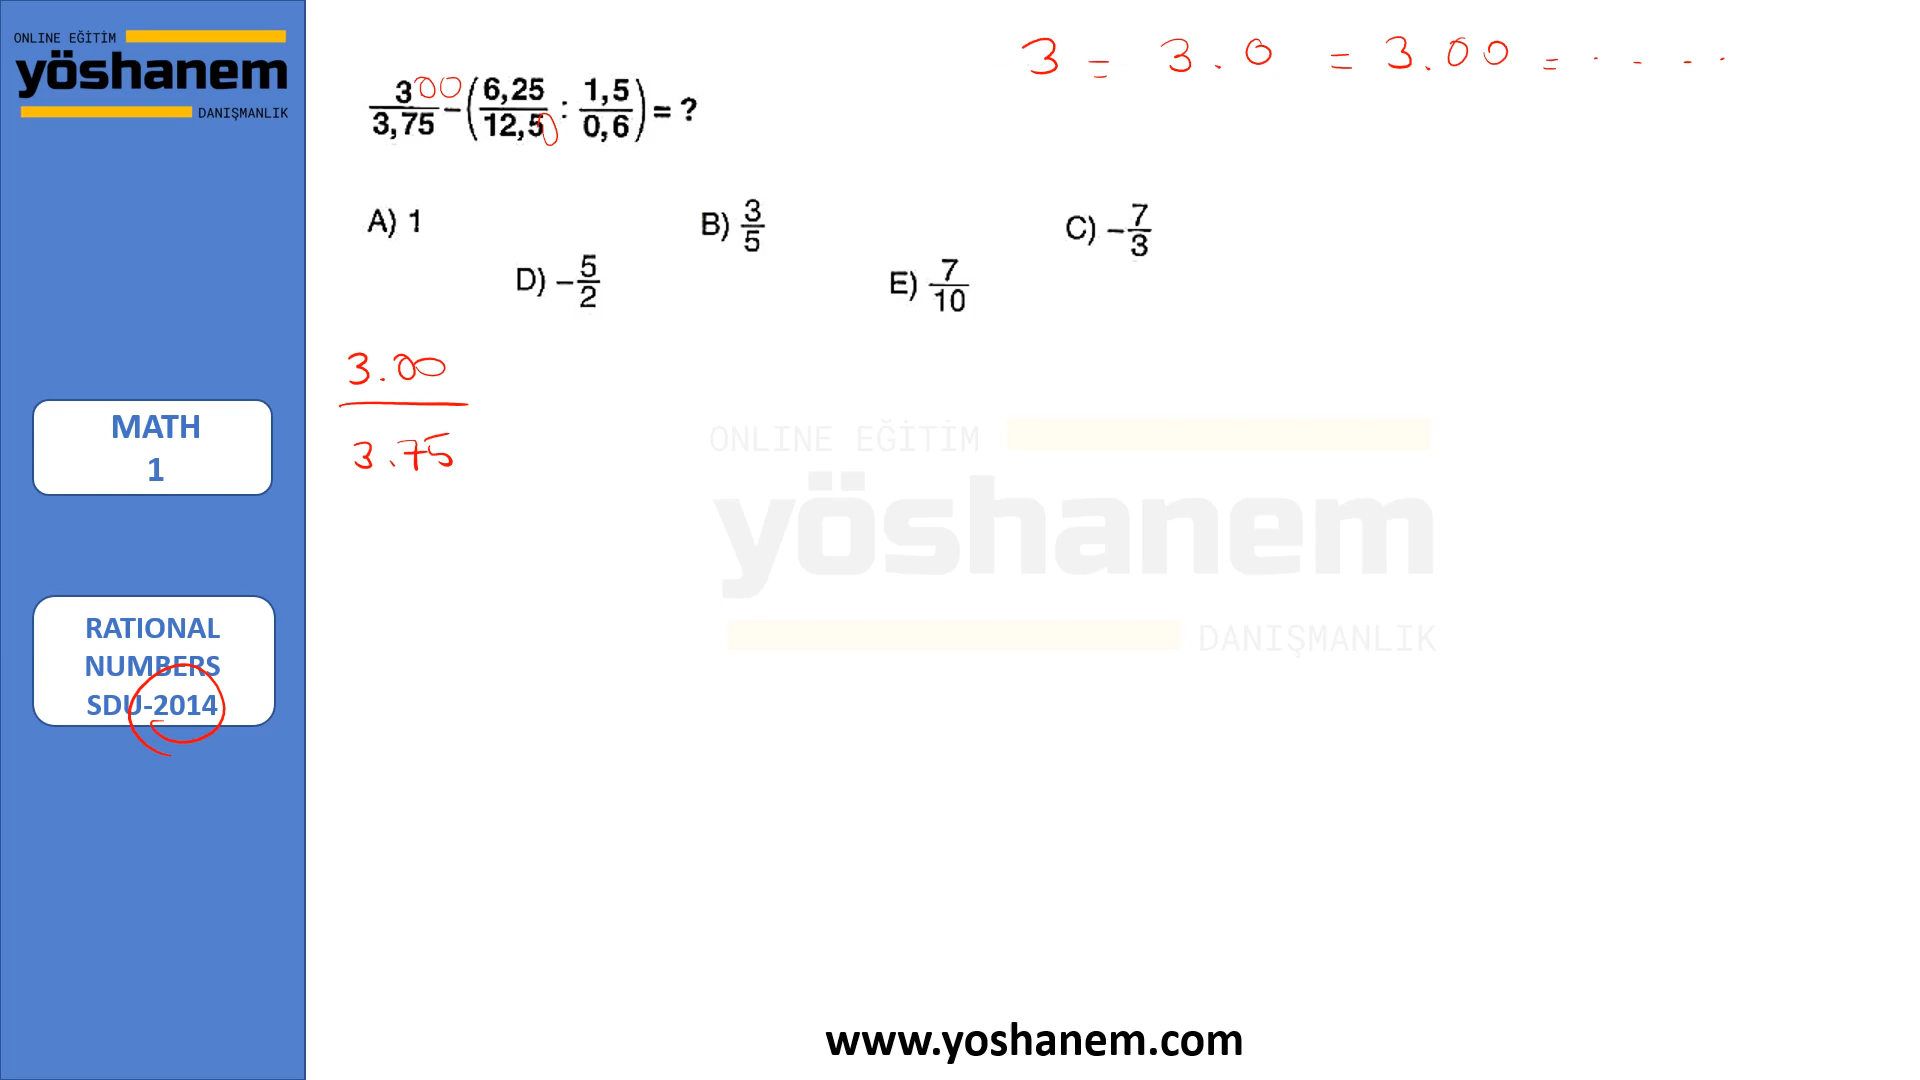 ONLINE EĞİTİM
yöshanem
DANIŞMANLIK
3 = 3.0 = 3.00 = . . . .
300/3,75 - (6,25/12,50 : 1,5/0,6) = ?
A) 1
B) 3/5
C) -7/3
D) -5/2
E) 7/10
3.00
3.75
MATH
1
RATIONAL
NUMBERS
SDU-2014
ONLINE EĞİTİM
yöshanem
DANIŞMANLIK
www.yoshanem.com